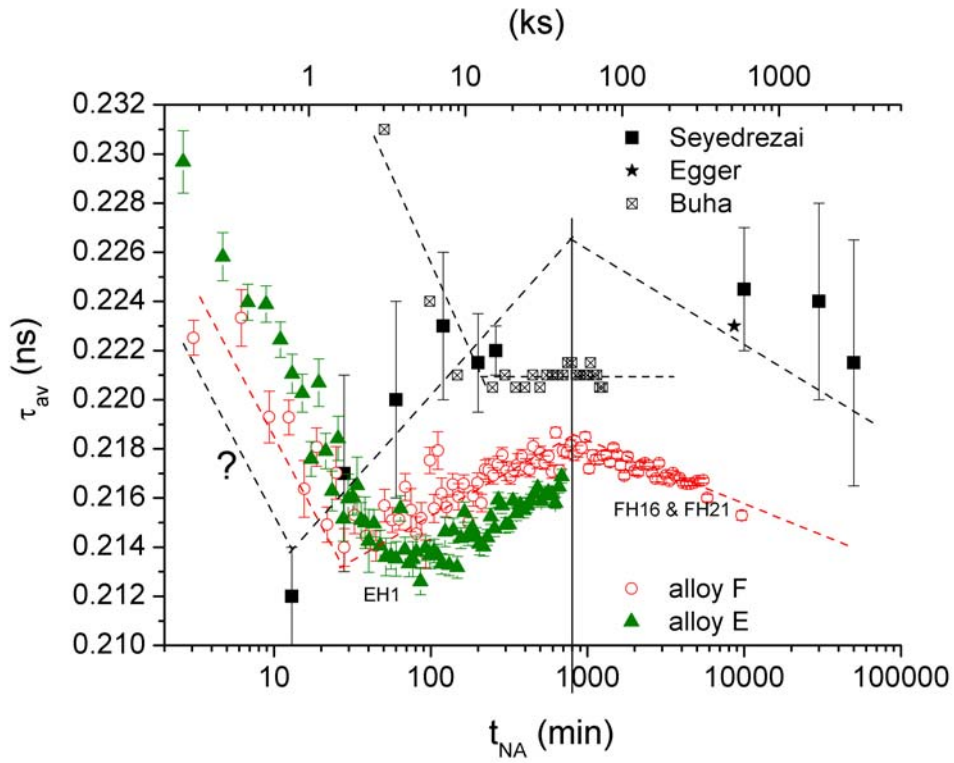 (ks)
1 10 100 1000
0.232
0.230
0.228
0.226
0.224
0.222
0.220
0.218
0.216
0.214
0.212
0.210
τav (ns)
Seyedrezai
Egger
Buha
?
EH1
FH16 & FH21
alloy F
alloy E
10 100 1000 10000 100000
tNA (min)